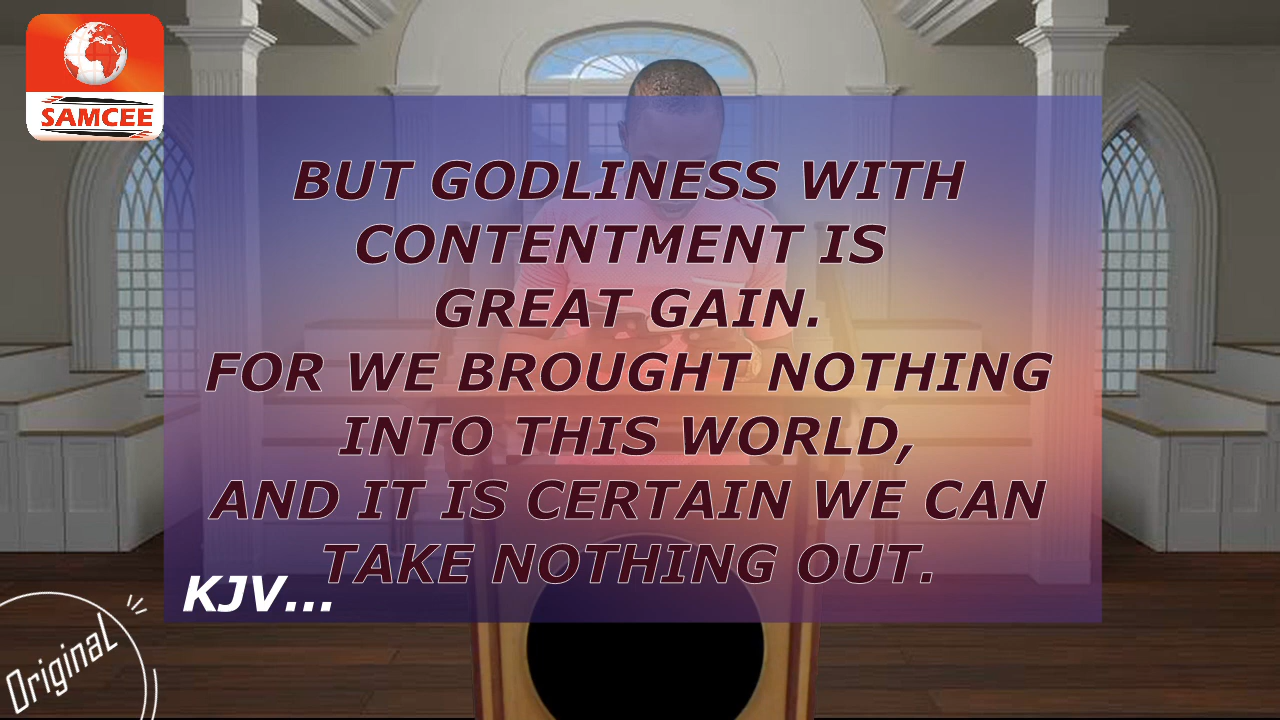 SAMCEE
BUT GODLINESS WITH
CONTENTMENT IS
GREAT GAIN.
FOR WE BROUGHT NOTHING
INTO THIS WORLD,
AND IT IS CERTAIN WE CAN
TAKE NOTHING OUT.
KJV...
Original